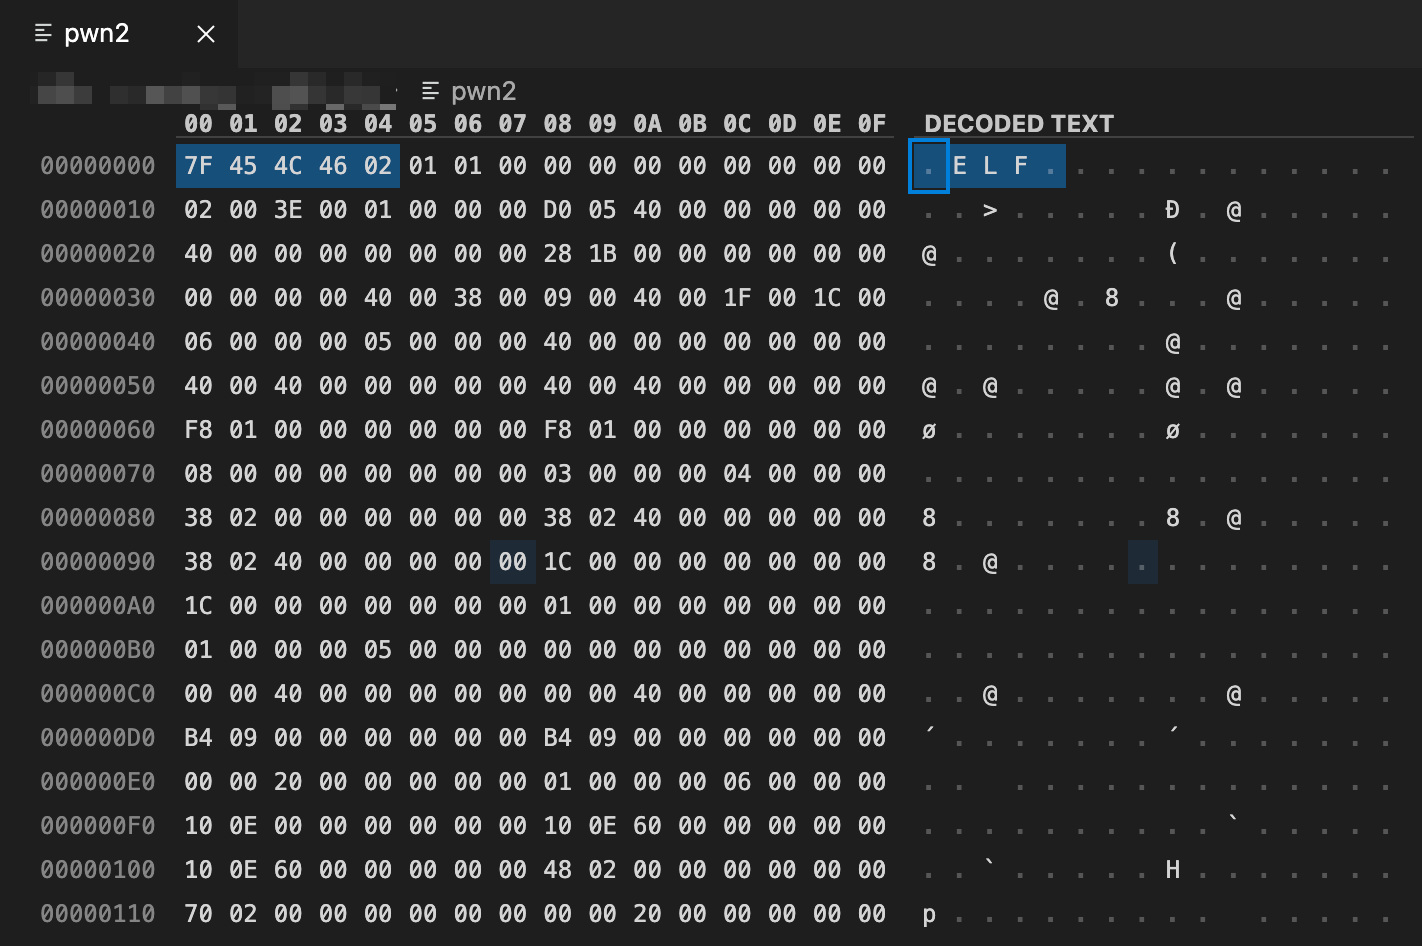 pwn2
pwn2
00 01 02 03 04 05 06 07 08 09 0A 0B 0C 0D 0E 0F DECODED TEXT
00000000 7F 45 4C 46 02 01 01 00 00 00 00 00 00 00 00 00 . E L F . . . . . . . . . . . .
00000010 02 00 3E 00 01 00 00 00 D0 05 40 00 00 00 00 00 . . > . . . . . Ð . @ . . . . .
00000020 40 00 00 00 00 00 00 00 28 1B 00 00 00 00 00 00 @ . . . . . . . ( . . . . . . .
00000030 00 00 00 00 40 00 38 00 09 00 40 00 1F 00 1C 00 . . . . @ . 8 . . . @ . . . . .
00000040 06 00 00 00 05 00 00 00 40 00 00 00 00 00 00 00 . . . . . . . . @ . . . . . . .
00000050 40 00 40 00 00 00 00 00 40 00 40 00 00 00 00 00 @ . @ . . . . . @ . @ . . . . .
00000060 F8 01 00 00 00 00 00 00 F8 01 00 00 00 00 00 00 ø . . . . . . . ø . . . . . . .
00000070 08 00 00 00 00 00 00 00 03 00 00 00 04 00 00 00 . . . . . . . . . . . . . . . .
00000080 38 02 00 00 00 00 00 00 38 02 40 00 00 00 00 00 8 . . . . . . . 8 . @ . . . . .
00000090 38 02 40 00 00 00 00 00 1C 00 00 00 00 00 00 00 8 . @ . . . . . . . . . . . . .
000000A0 1C 00 00 00 00 00 00 00 01 00 00 00 00 00 00 00 . . . . . . . . . . . . . . . .
000000B0 01 00 00 00 05 00 00 00 00 00 00 00 00 00 00 00 . . . . . . . . . . . . . . . .
000000C0 00 00 40 00 00 00 00 00 00 00 40 00 00 00 00 00 . . @ . . . . . . . @ . . . . .
000000D0 B4 09 00 00 00 00 00 00 B4 09 00 00 00 00 00 00 ´ . . . . . . . ´ . . . . . . .
000000E0 00 00 20 00 00 00 00 00 01 00 00 00 06 00 00 00 . .   . . . . . . . . . . . . .
000000F0 10 0E 00 00 00 00 00 00 10 0E 60 00 00 00 00 00 . . . . . . . . . . ` . . . . .
00000100 10 0E 60 00 00 00 00 00 48 02 00 00 00 00 00 00 . . ` . . . . . H . . . . . . .
00000110 70 02 00 00 00 00 00 00 00 00 20 00 00 00 00 00 p . . . . . . . . .   . . . . .